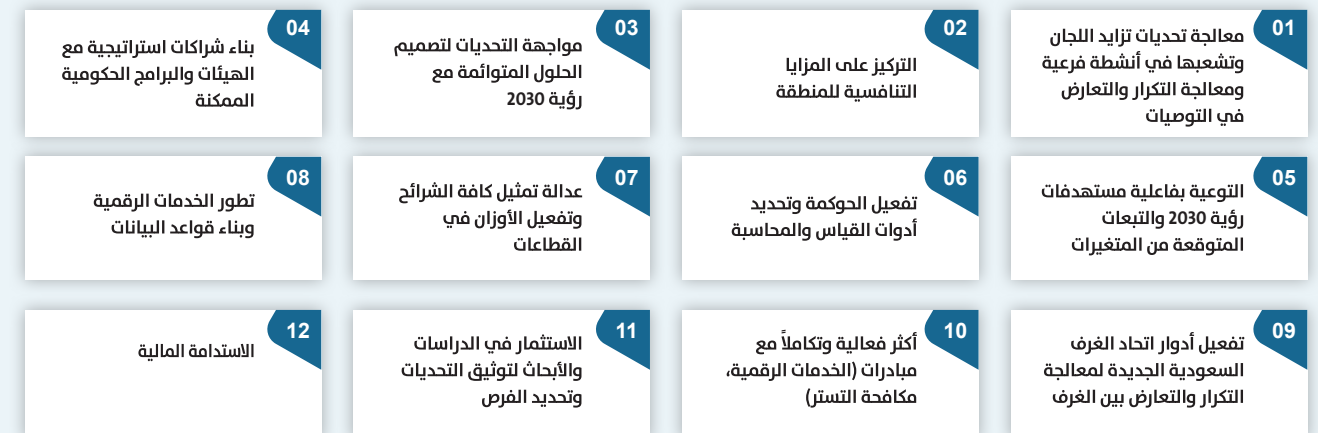 01
معالجة تحديات تزايد اللجان
وتشعبها في أنشطة فرعية
ومعالجة التكرار والتعارض
في التوصيات
02
التركيز على المزايا
التنافسية للمنطقة
03
مواجهة التحديات لتصميم
الحلول المتوائمة مع
رؤية 2030
04
بناء شراكات استراتيجية مع
الهيئات والبرامج الحكومية
الممكنة
05
التوعية بفاعلية مستهدفات
رؤية 2030 والتبعات
المتوقعة من المتغيرات
06
تفعيل الحوكمة وتحديد
أدوات القياس والمحاسبة
07
عدالة تمثيل كافة الشرائح
وتفعيل الأوزان في
القطاعات
08
تطور الخدمات الرقمية
وبناء قواعد البيانات
09
تفعيل أدوار اتحاد الغرف
السعودية الجديدة لمعالجة
التكرار والتعارض بين الغرف
10
أكثر فعالية وتكاملاً مع
مبادرات (الخدمات الرقمية،
مكافحة التستر)
11
الاستثمار في الدراسات
والأبحاث لتوثيق التحديات
وتحديد الفرص
12
الاستدامة المالية